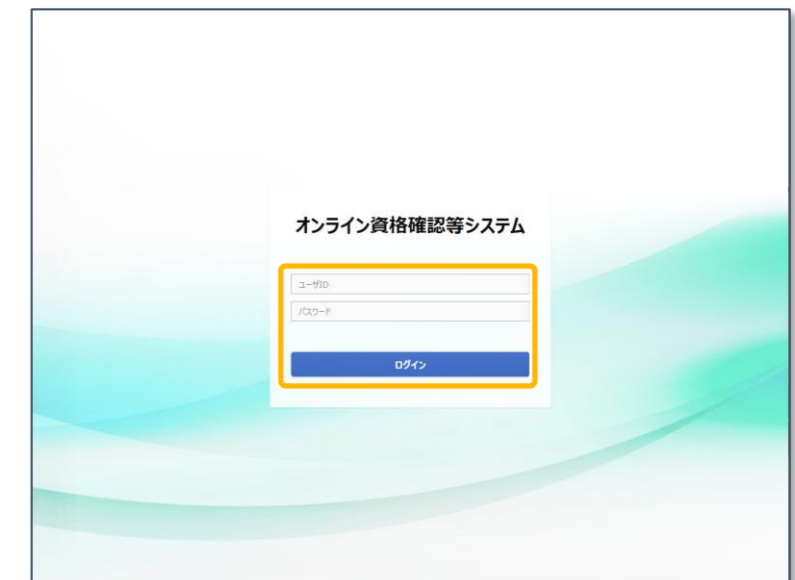 オンライン資格確認等システム
ユーザID
パスワード
ログイン